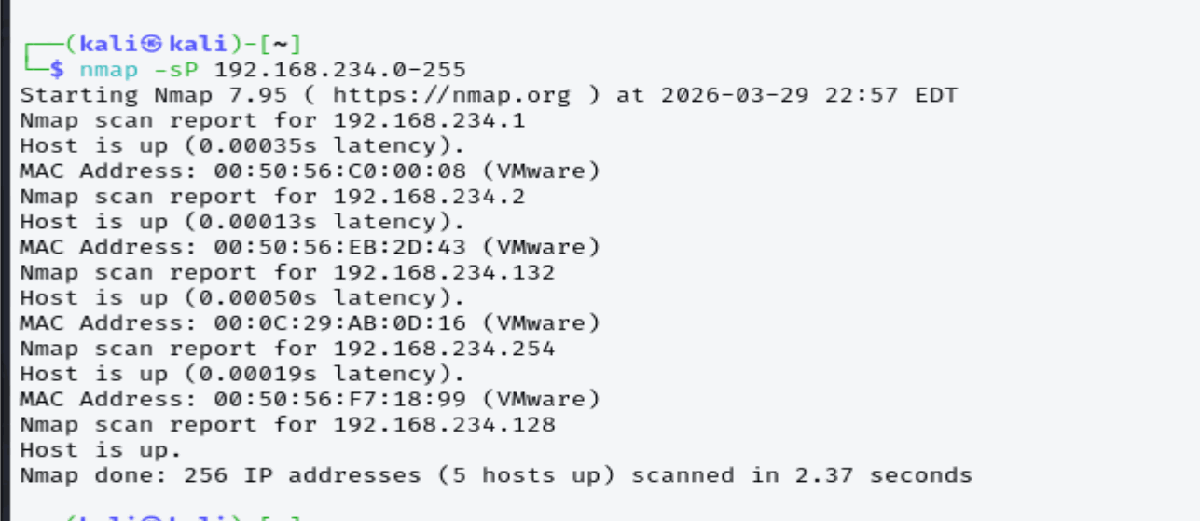 (kali㉿kali)-[~]
$ nmap -sP 192.168.234.0-255
Starting Nmap 7.95 ( https://nmap.org ) at 2026-03-29 22:57 EDT
Nmap scan report for 192.168.234.1
Host is up (0.00035s latency).
MAC Address: 00:50:56:C0:00:08 (VMware)
Nmap scan report for 192.168.234.2
Host is up (0.00013s latency).
MAC Address: 00:50:56:EB:2D:43 (VMware)
Nmap scan report for 192.168.234.132
Host is up (0.00050s latency).
MAC Address: 00:0C:29:AB:0D:16 (VMware)
Nmap scan report for 192.168.234.254
Host is up (0.00019s latency).
MAC Address: 00:50:56:F7:18:99 (VMware)
Nmap scan report for 192.168.234.128
Host is up.
Nmap done: 256 IP addresses (5 hosts up) scanned in 2.37 seconds